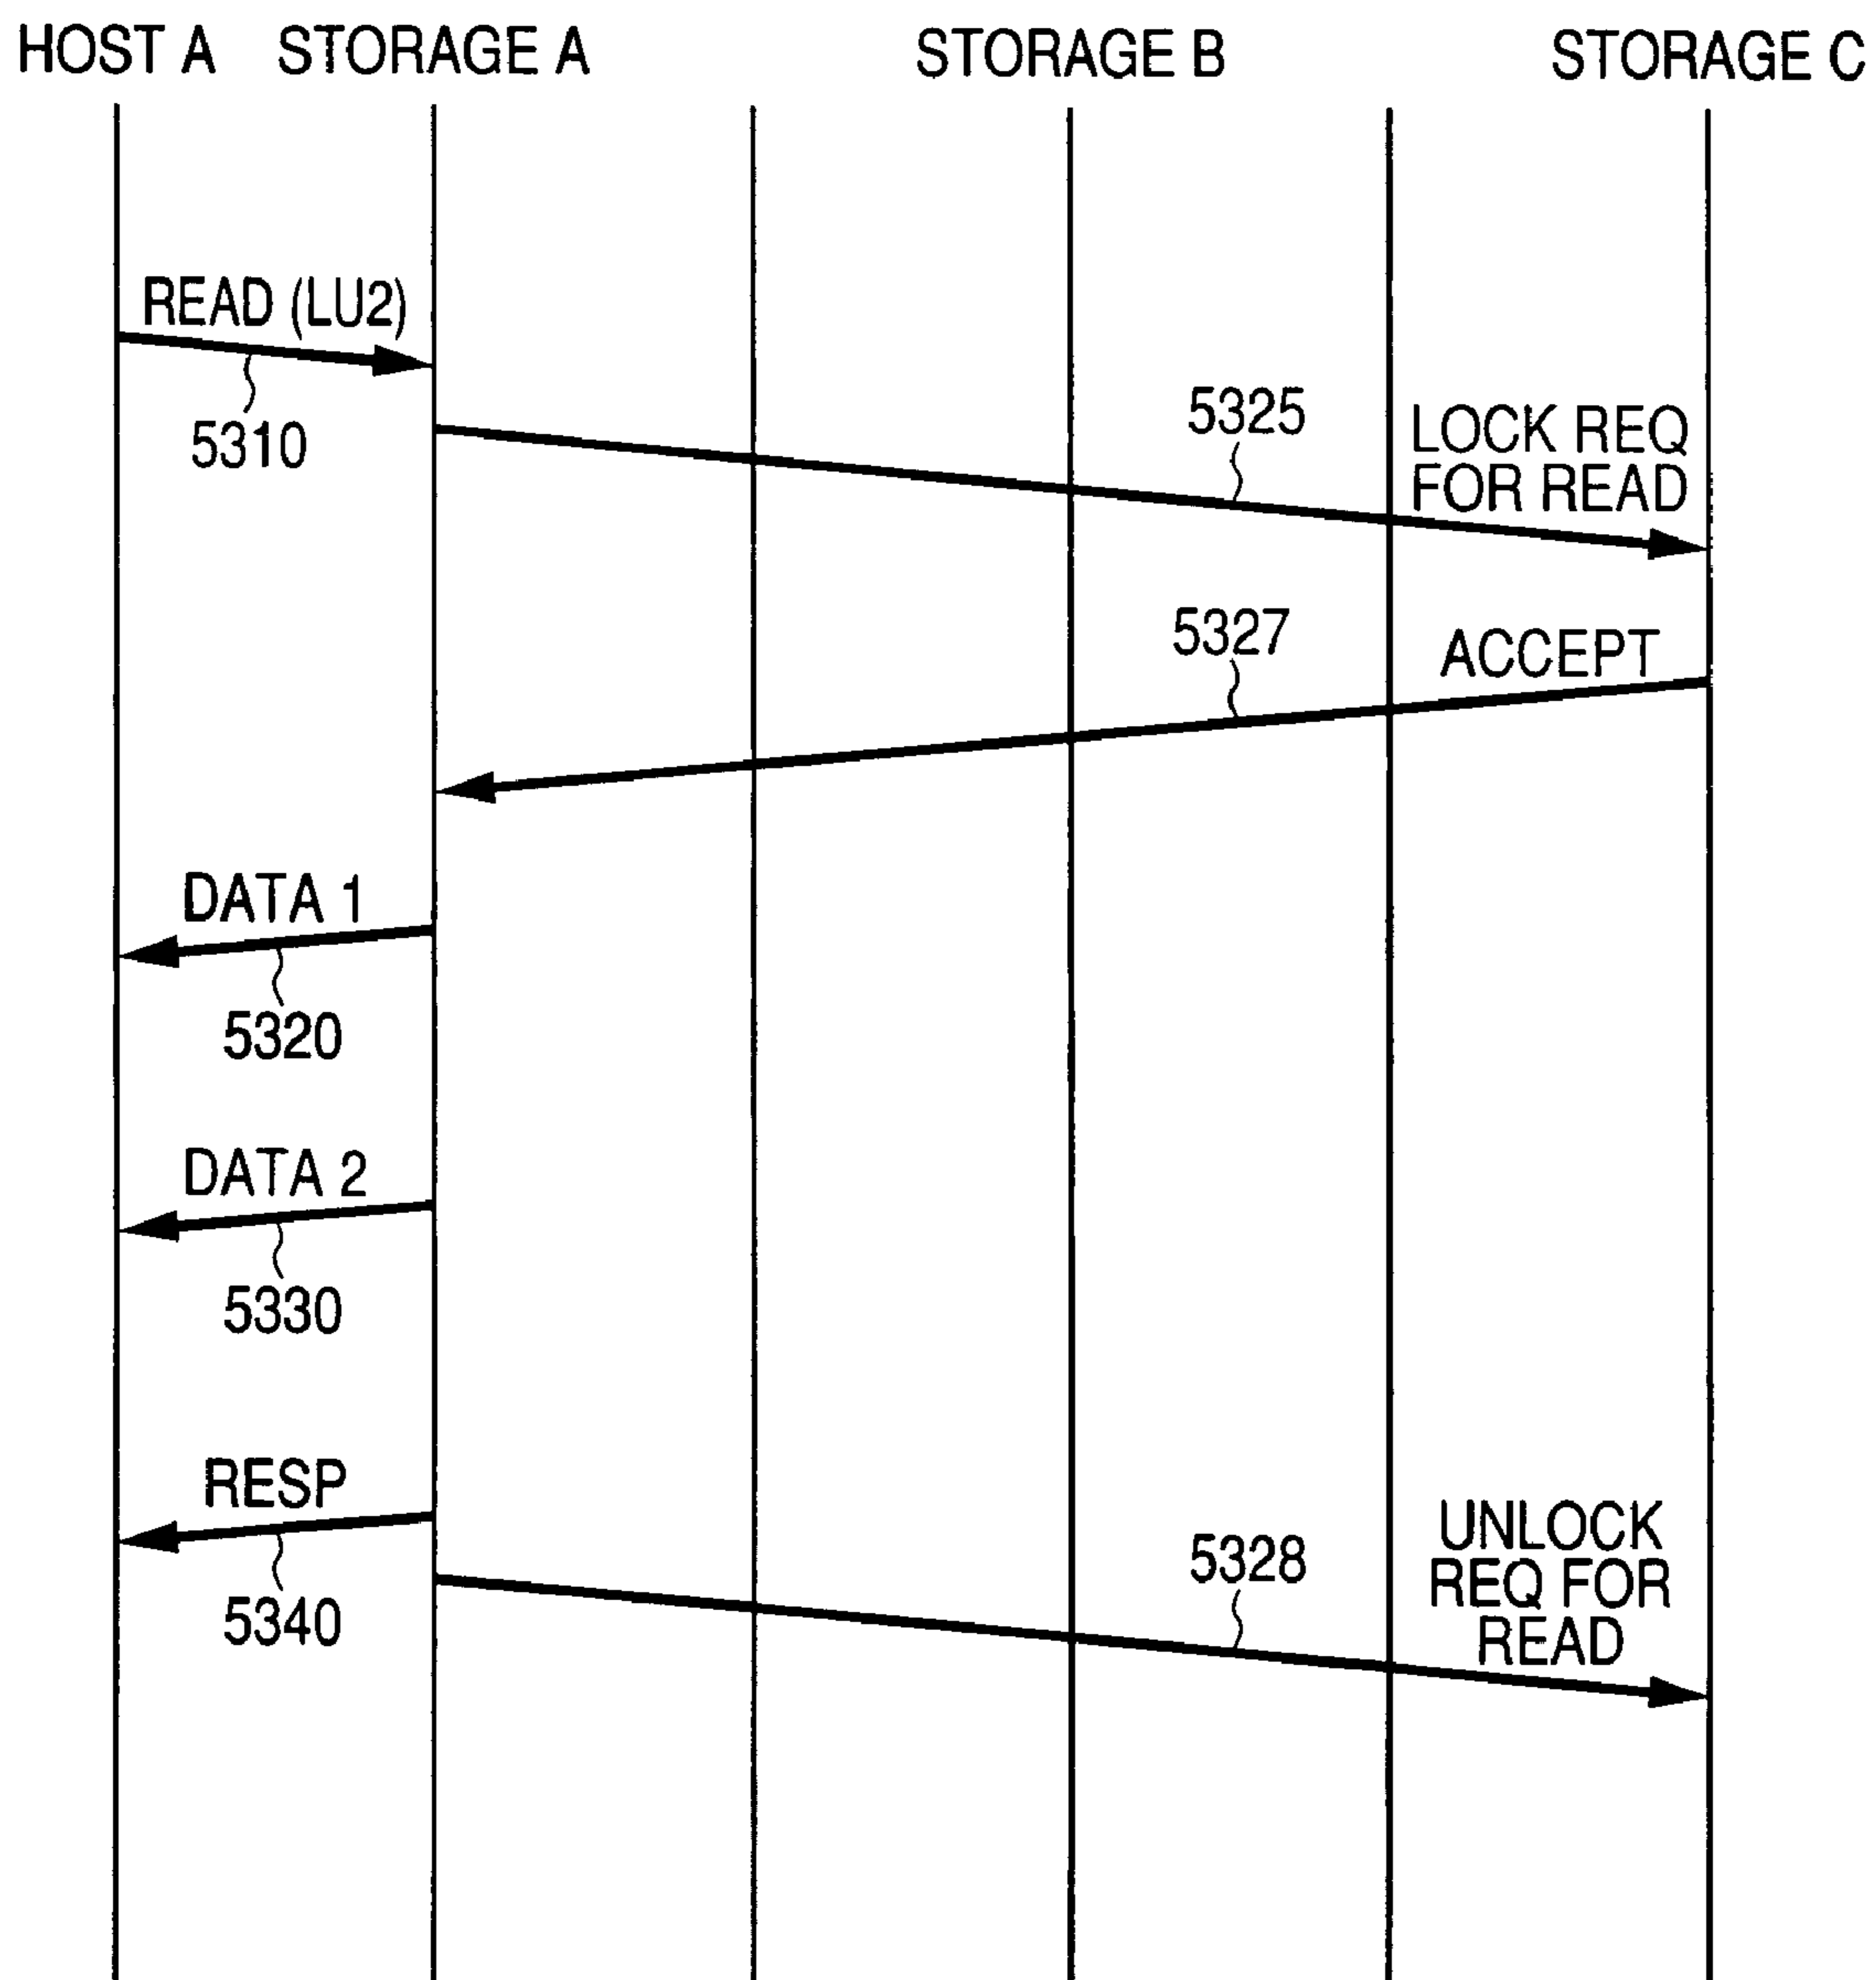 HOST A STORAGE A STORAGE B STORAGE C
READ (LU2)
5310
5325
LOCK REQ
FOR READ
5327
ACCEPT
DATA 1
5320
DATA 2
5330
RESP
5340
5328
UNLOCK
REQ FOR
READ